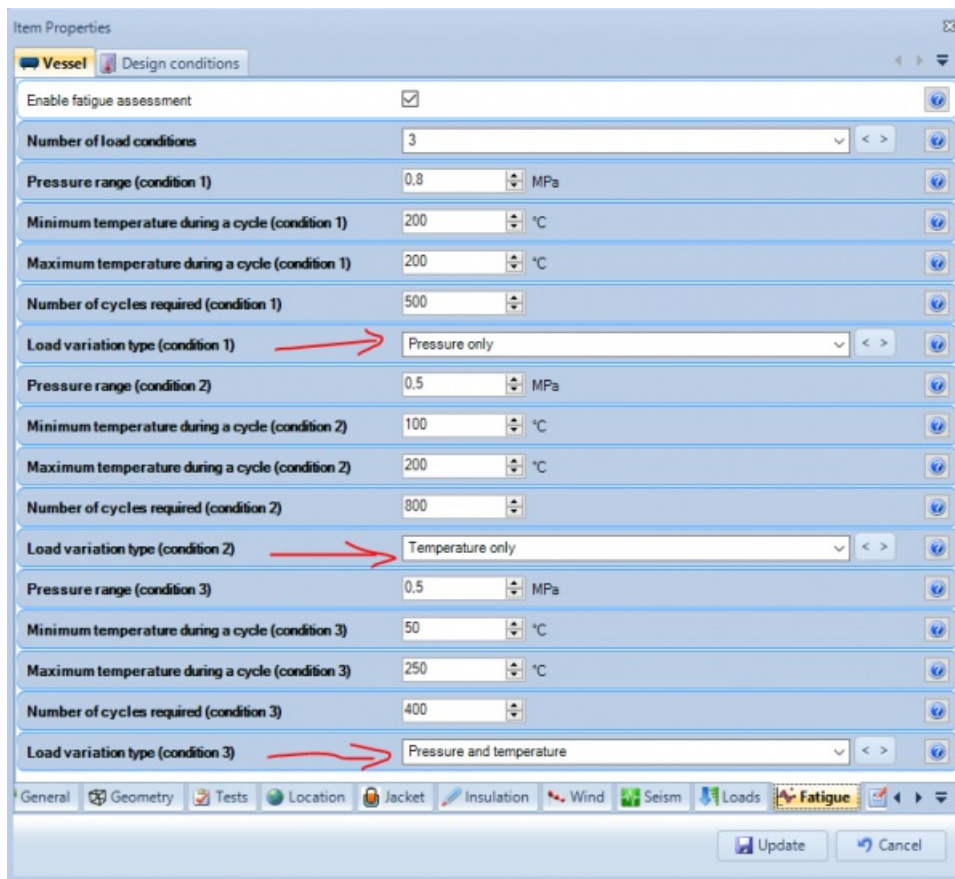 Item Properties
Vessel Design conditions
Enable fatigue assessment
Number of load conditions 3 < >
Pressure range (condition 1) 0,8 MPa
Minimum temperature during a cycle (condition 1) 200 °C
Maximum temperature during a cycle (condition 1) 200 °C
Number of cycles required (condition 1) 500
Load variation type (condition 1) Pressure only < >
Pressure range (condition 2) 0,5 MPa
Minimum temperature during a cycle (condition 2) 100 °C
Maximum temperature during a cycle (condition 2) 200 °C
Number of cycles required (condition 2) 800
Load variation type (condition 2) Temperature only < >
Pressure range (condition 3) 0,5 MPa
Minimum temperature during a cycle (condition 3) 50 °C
Maximum temperature during a cycle (condition 3) 250 °C
Number of cycles required (condition 3) 400
Load variation type (condition 3) Pressure and temperature < >
General Geometry Tests Location Jacket Insulation Wind Seism Loads Fatigue
Update Cancel